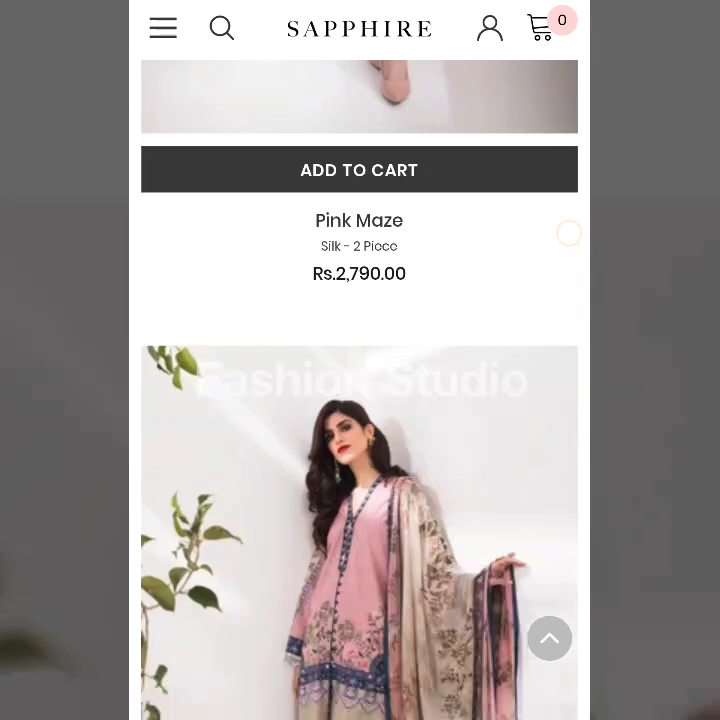 SAPPHIRE
0
ADD TO CART
Pink Maze
Silk - 2 Piece
Rs.2,790.00
Fashion Studio